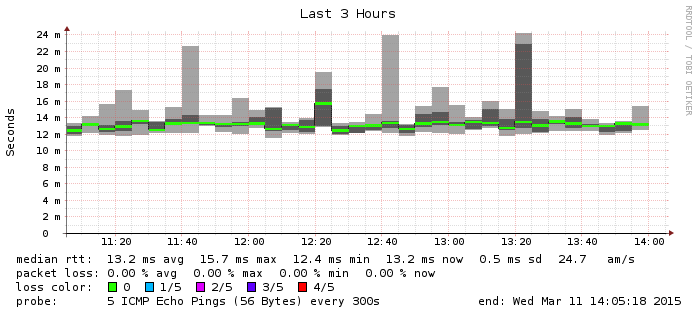 Last 3 Hours
RRDTOOL / TOBI OETIKER
Seconds
24 m
22 m
20 m
18 m
16 m
14 m
12 m
10 m
8 m
6 m
4 m
2 m
0
11:20 11:40 12:00 12:20 12:40 13:00 13:20 13:40 14:00
median rtt: 13.2 ms avg 15.7 ms max 12.4 ms min 13.2 ms now 0.5 ms sd 24.7 am/s
packet loss: 0.00 % avg 0.00 % max 0.00 % min 0.00 % now
loss color: 0 1/5 2/5 3/5 4/5
probe: 5 ICMP Echo Pings (56 Bytes) every 300s end: Wed Mar 11 14:05:18 2015